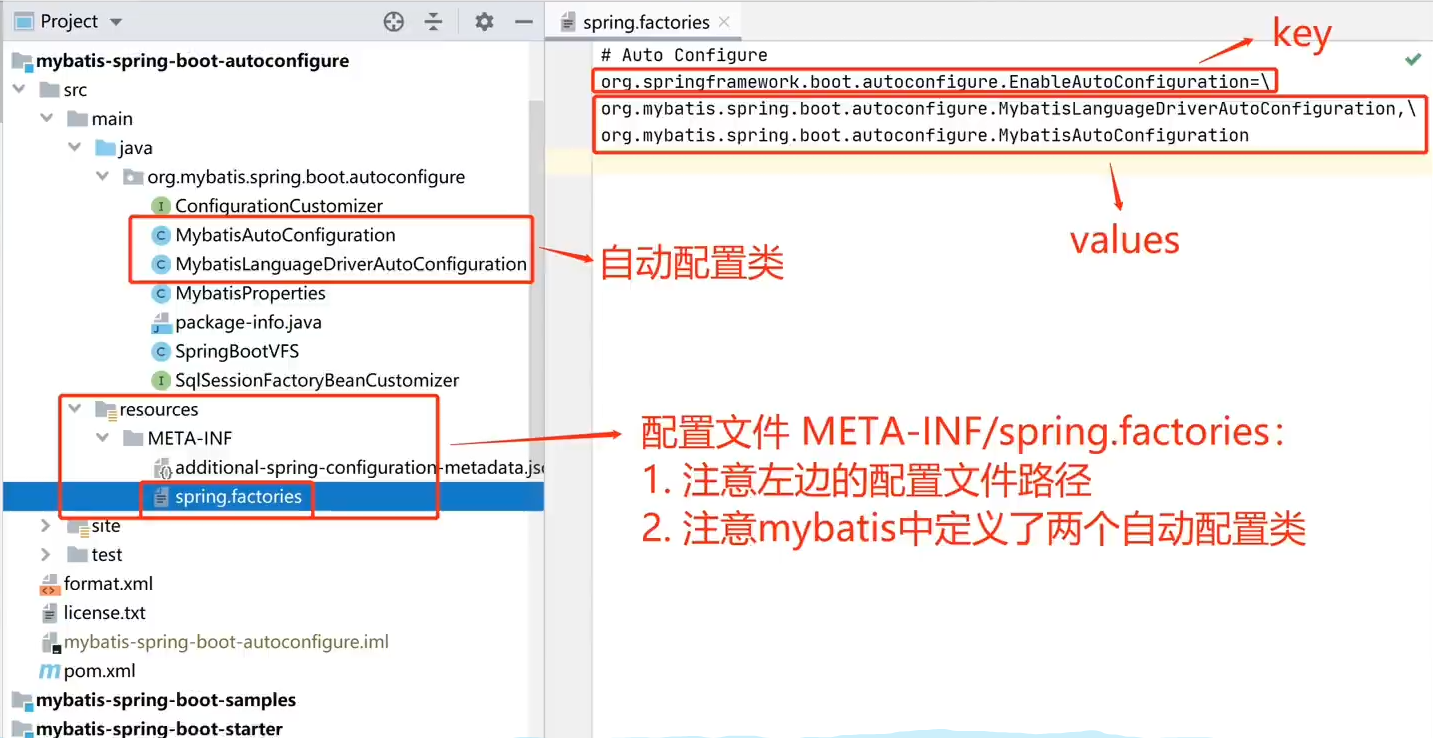 Project
mybatis-spring-boot-autoconfigure
src
main
java
org.mybatis.spring.boot.autoconfigure
ConfigurationCustomizer
MybatisAutoConfiguration
MybatisLanguageDriverAutoConfiguration
MybatisProperties
package-info.java
SpringBootVFS
SqlSessionFactoryBeanCustomizer
resources
META-INF
additional-spring-configuration-metadata.jsc
spring.factories
site
test
format.xml
license.txt
mybatis-spring-boot-autoconfigure.iml
pom.xml
mybatis-spring-boot-samples
mybatis-spring-boot-starter
spring.factories
# Auto Configure
org.springframework.boot.autoconfigure.EnableAutoConfiguration=\
org.mybatis.spring.boot.autoconfigure.MybatisLanguageDriverAutoConfiguration,\
org.mybatis.spring.boot.autoconfigure.MybatisAutoConfiguration
key
values
自动配置类
配置文件 META-INF/spring.factories：
1. 注意左边的配置文件路径
2. 注意mybatis中定义了两个自动配置类